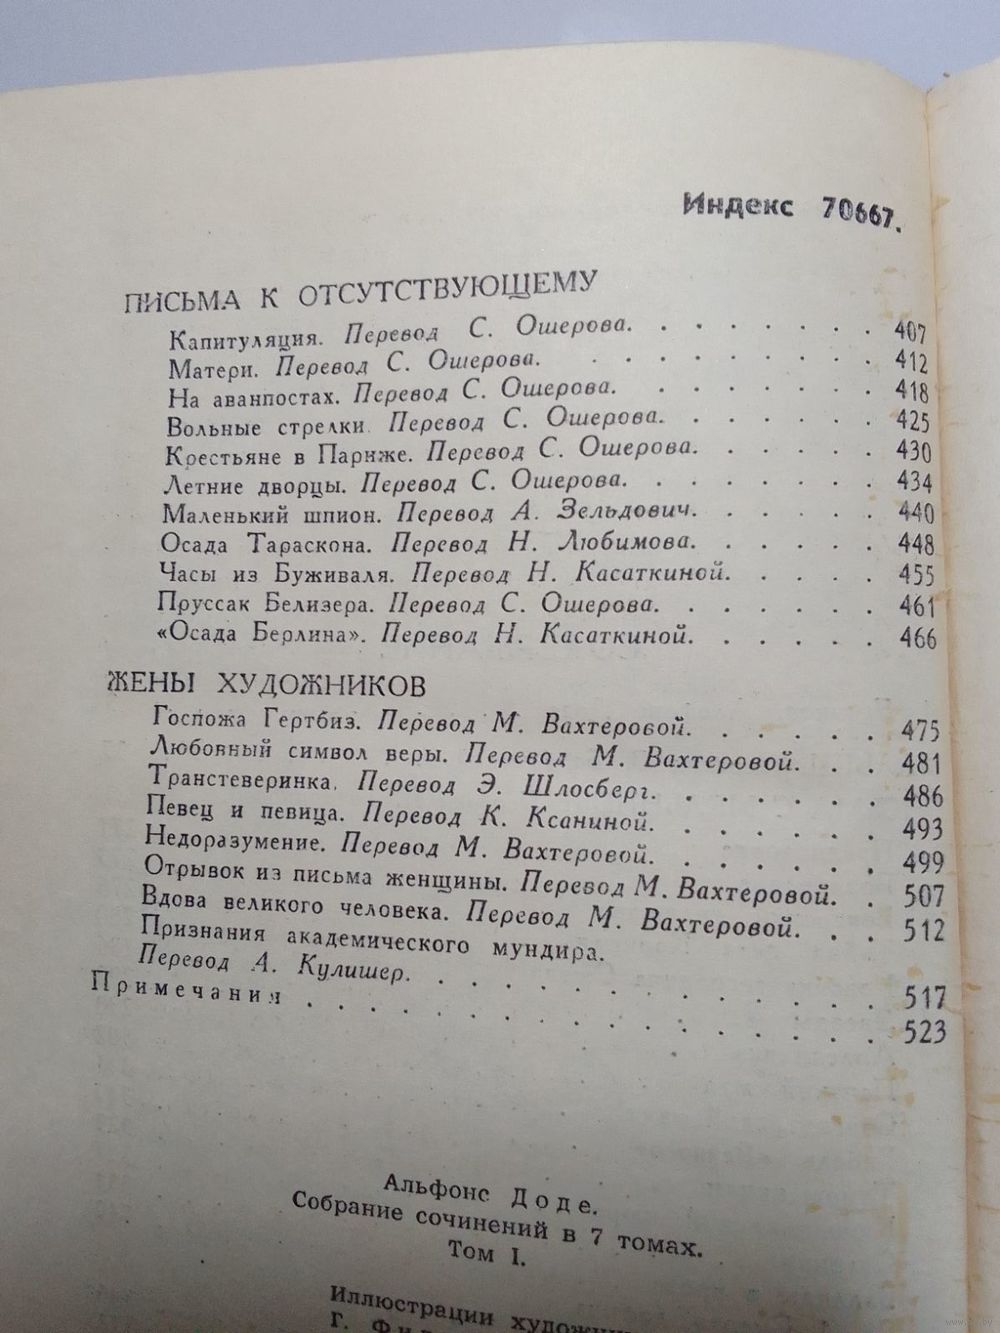 Индекс 70667.
ПИСЬМА К ОТСУТСТВУЮЩЕМУ
Капитуляция. Перевод С. Ошерова. . . . . . . . 407
Матери. Перевод С. Ошерова. . . . . . . . . 412
На аванпостах. Перевод С. Ошерова. . . . . . . 418
Вольные стрелки. Перевод С. Ошерова. . . . . . 425
Крестьяне в Париже. Перевод С. Ошерова. . . . . 430
Летние дворцы. Перевод С. Ошерова. . . . . . . 434
Маленький шпион. Перевод А. Зельдович. . . . . 440
Осада Тараскона. Перевод Н. Любимова. . . . . 448
Часы из Буживаля. Перевод Н. Касаткиной. . . . 455
Пруссак Белизера. Перевод С. Ошерова. . . . . . 461
«Осада Берлина». Перевод Н. Касаткиной. . . . . 466
ЖЕНЫ ХУДОЖНИКОВ
Госпожа Гертбиз. Перевод М. Вахтеровой. . . . . . 475
Любовный символ веры. Перевод М. Вахтеровой. . . 481
Транстеверинка. Перевод Э. Шлосберг. . . . . . 486
Певец и певица. Перевод К. Ксаниной. . . . . . 493
Недоразумение. Перевод М. Вахтеровой. . . . . . 499
Отрывок из письма женщины. Перевод М. Вахтеровой. . 507
Вдова великого человека. Перевод М. Вахтеровой. . . 512
Признания академического мундира.
Перевод А. Кулишер. . . . . . . . . . . 517
Примечания . . . . . . . . . . . . . 523
Альфонс Доде.
Собрание сочинений в 7 томах.
Том I.
Иллюстрации
Г.